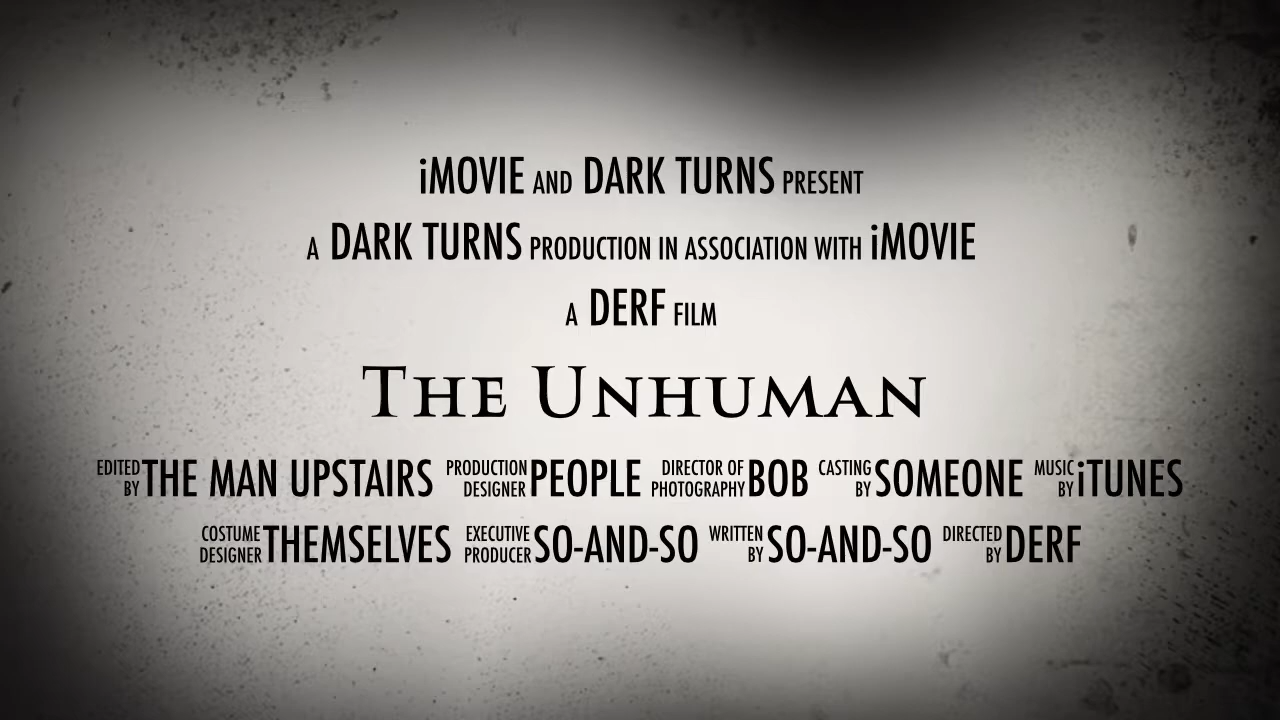 iMOVIE AND DARK TURNS PRESENT
A DARK TURNS PRODUCTION IN ASSOCIATION WITH iMOVIE
A DERF FILM
THE UNHUMAN
EDITED BY THE MAN UPSTAIRS PRODUCTION DESIGNER PEOPLE DIRECTOR OF PHOTOGRAPHY BOB CASTING BY SOMEONE MUSIC BY iTUNES
COSTUME DESIGNER THEMSELVES EXECUTIVE PRODUCER SO-AND-SO WRITTEN BY SO-AND-SO DIRECTED BY DERF